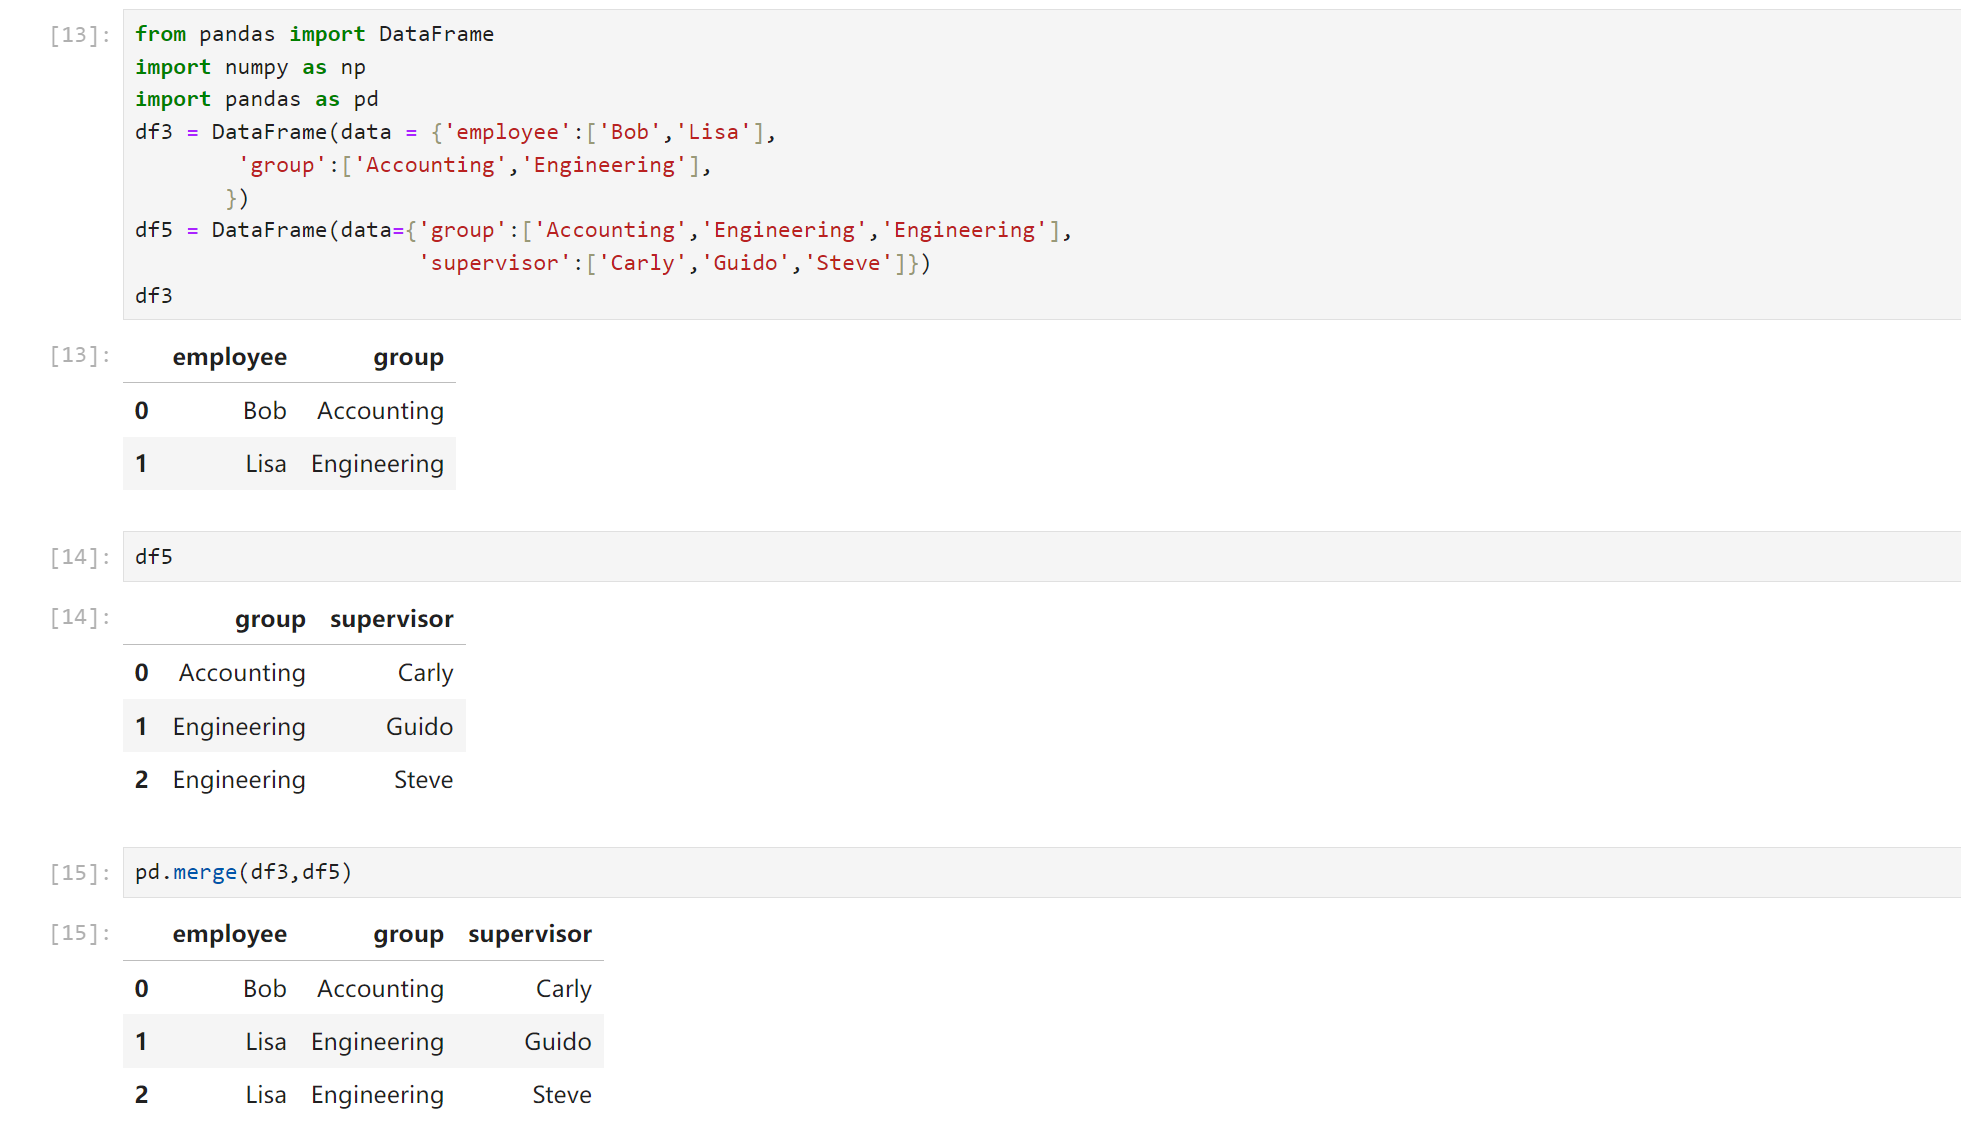 [13]: from pandas import DataFrame
import numpy as np
import pandas as pd
df3 = DataFrame(data = {'employee':['Bob','Lisa'],
'group':['Accounting','Engineering'],
})
df5 = DataFrame(data={'group':['Accounting','Engineering','Engineering'],
'supervisor':['Carly','Guido','Steve']})
df3
[13]: employee group
0 Bob Accounting
1 Lisa Engineering
[14]: df5
[14]: group supervisor
0 Accounting Carly
1 Engineering Guido
2 Engineering Steve
[15]: pd.merge(df3,df5)
[15]: employee group supervisor
0 Bob Accounting Carly
1 Lisa Engineering Guido
2 Lisa Engineering Steve